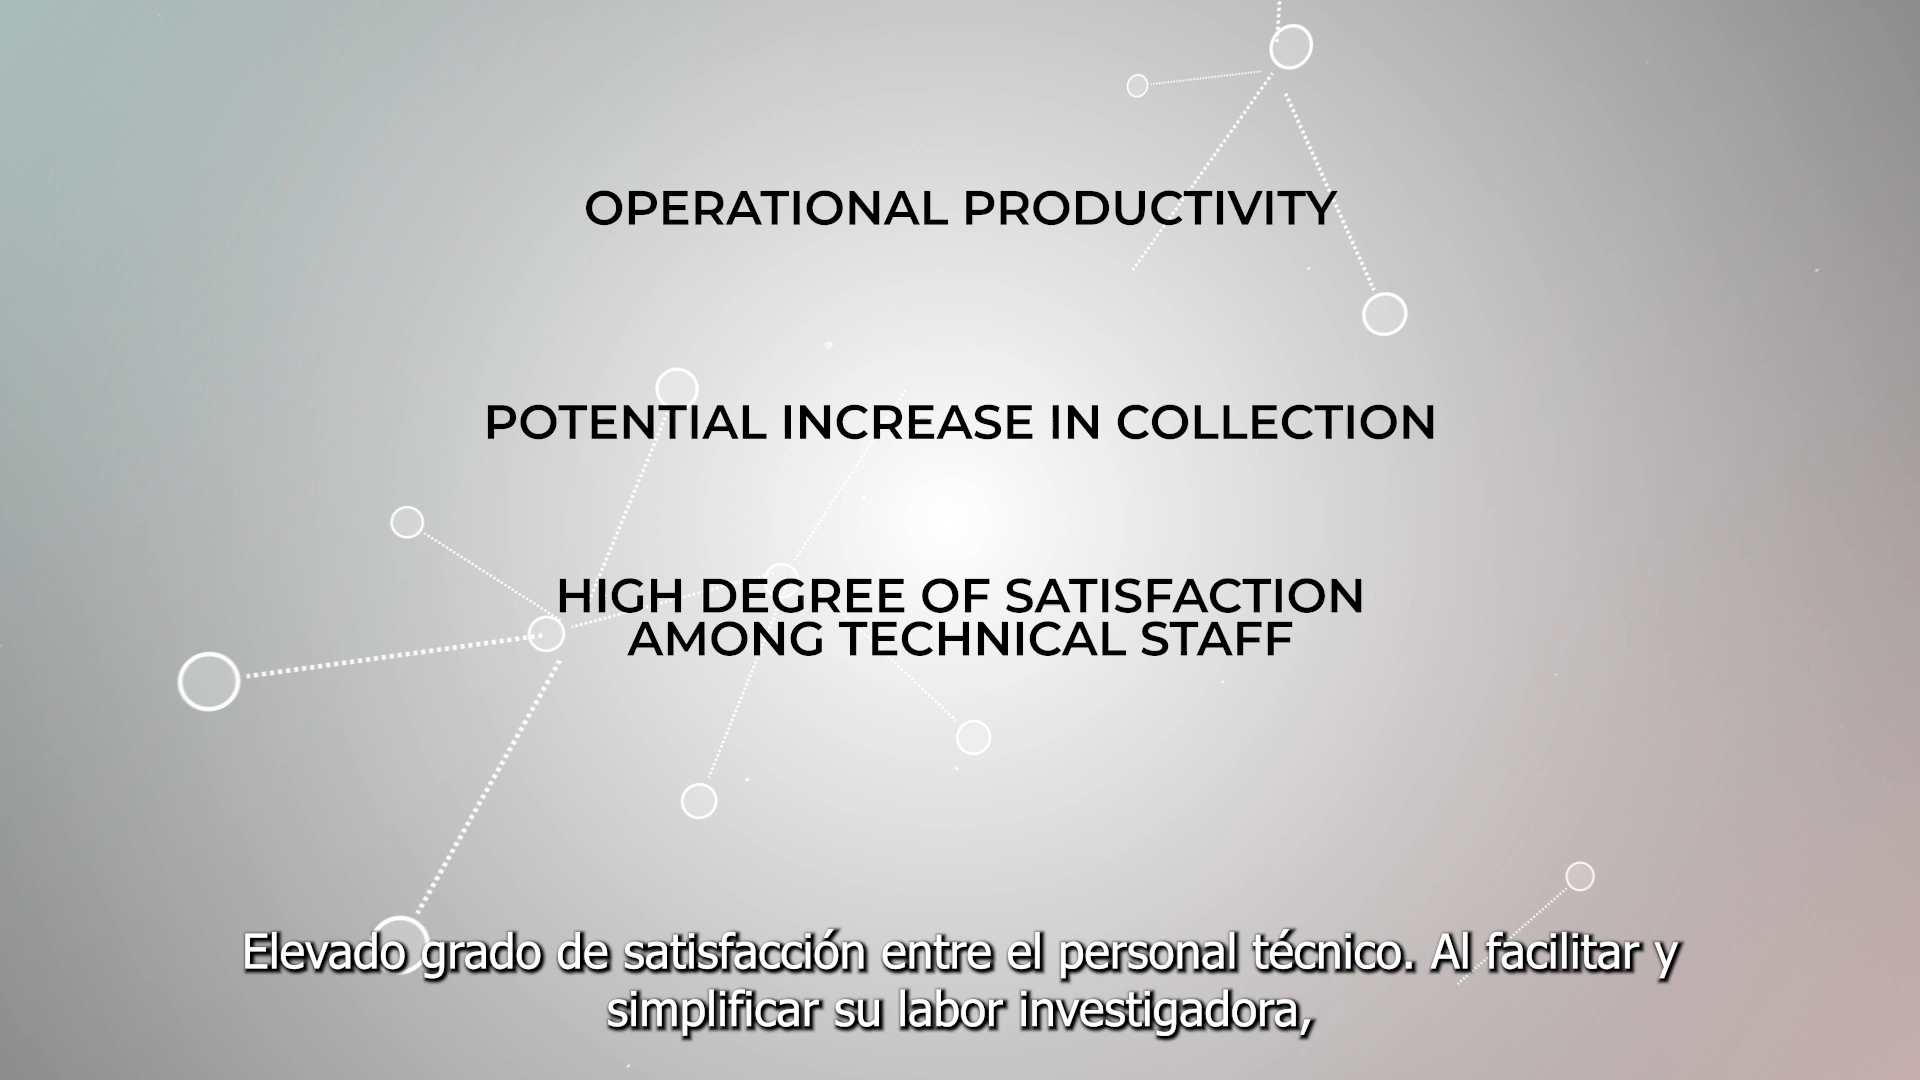 OPERATIONAL PRODUCTIVITY
POTENTIAL INCREASE IN COLLECTION
HIGH DEGREE OF SATISFACTION
AMONG TECHNICAL STAFF
Elevado grado de satisfacción entre el personal técnico. Al facilitar y
simplificar su labor investigadora,